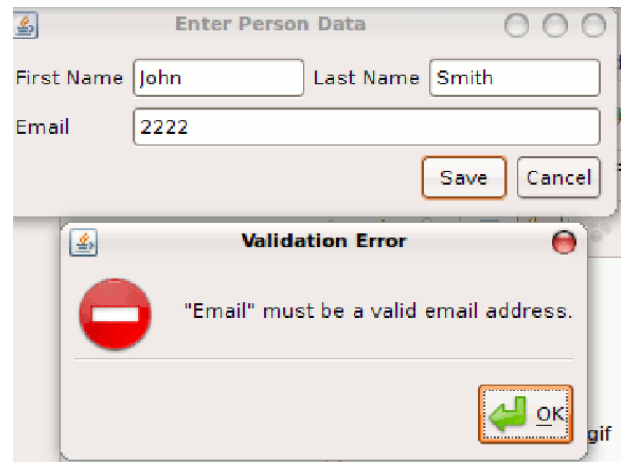 Enter Person Data
First Name John Last Name Smith
Email 2222
Save Cancel
Validation Error
"Email" must be a valid email address.
OK
gif